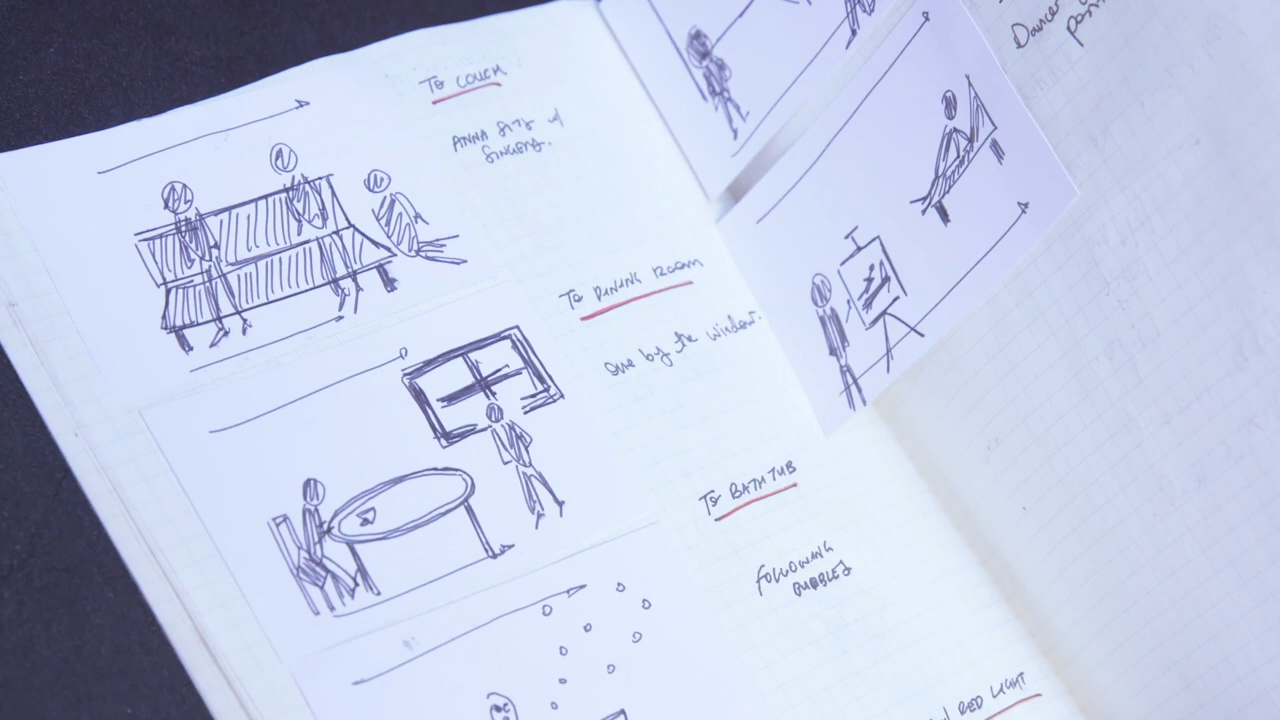 TO COUCH
ANNA SITS w/
SINGERS.
TO DINING ROOM
One by the window.
TO BATHTUB
FOLLOWING
BUBBLES
RED LIGHT
Dancer